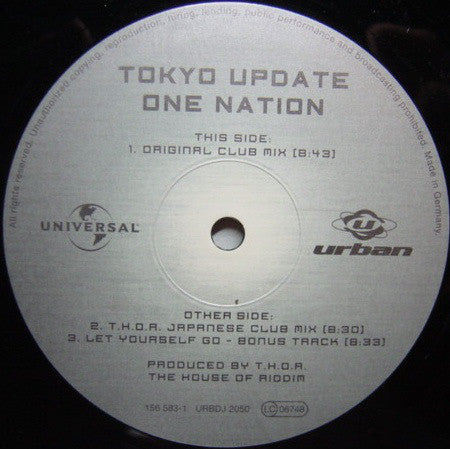 All rights reserved. Unauthorized copying, reproduction, hiring, lending, public performance and broadcasting prohibited. Made in Germany.
TOKYO UPDATE
ONE NATION
THIS SIDE:
1. ORIGINAL CLUB MIX [8:43]
UNIVERSAL
U
urban
OTHER SIDE:
2. T.H.O.R. JAPANESE CLUB MIX [8:30]
3. LET YOURSELF GO - BONUS TRACK [8:33]
PRODUCED BY T.H.O.R.
THE HOUSE OF RIDDIM
156 583-1 URBDJ 2050 LC 06748